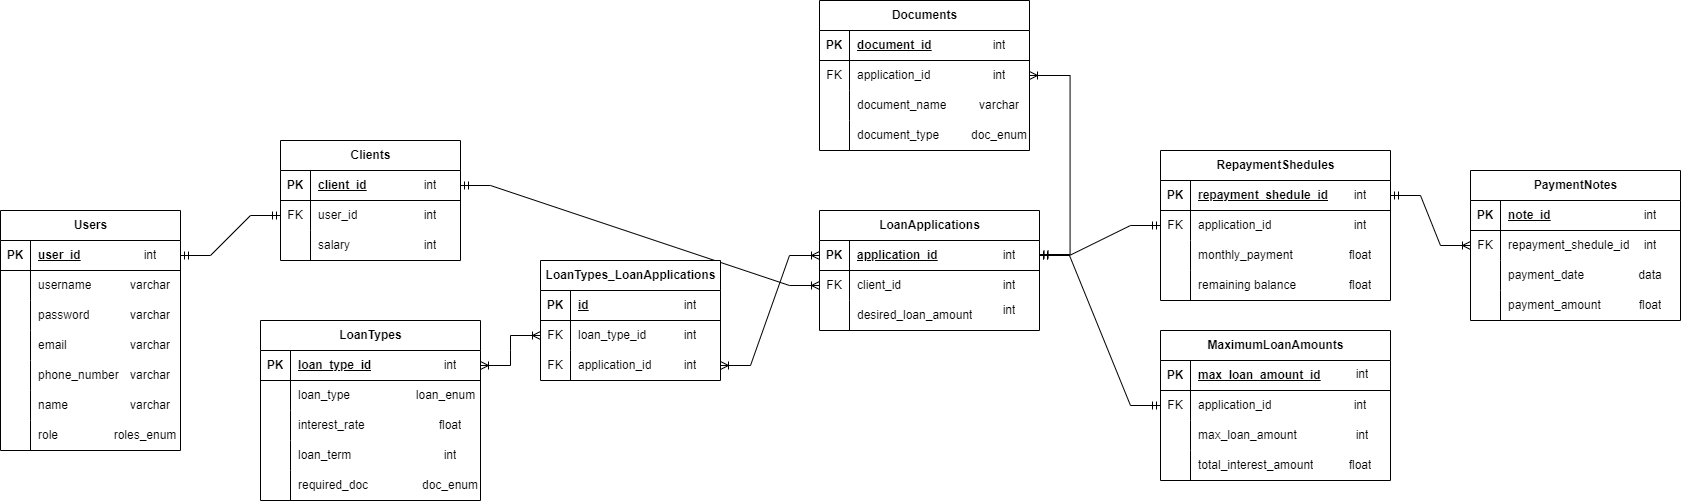 Documents
PK document_id int
FK application_id int
document_name varchar
document_type doc_enum
Clients
PK client_id int
FK user_id int
salary int
RepaymentShedules
PK repayment_shedule_id int
FK application_id int
monthly_payment float
remaining balance float
PaymentNotes
PK note_id int
FK repayment_shedule_id int
payment_date data
payment_amount float
Users
PK user_id int
username varchar
password varchar
email varchar
phone_number varchar
name varchar
role roles_enum
LoanApplications
PK application_id int
FK client_id int
desired_loan_amount int
LoanTypes_LoanApplications
PK id int
FK loan_type_id int
FK application_id int
LoanTypes
PK loan_type_id int
loan_type loan_enum
interest_rate float
loan_term int
required_doc doc_enum
MaximumLoanAmounts
PK max_loan_amount_id int
FK application_id int
max_loan_amount int
total_interest_amount float